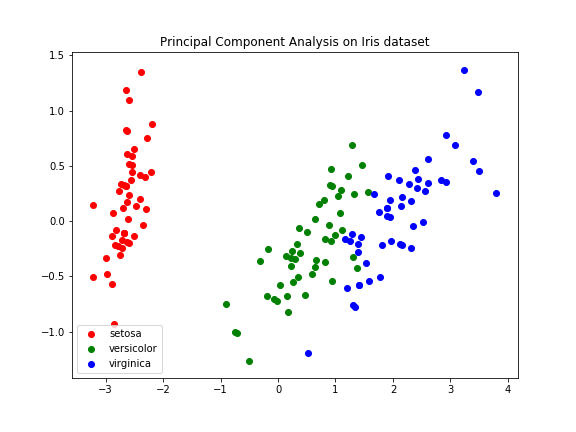 Principal Component Analysis on Iris dataset
1.5
1.0
0.5
0.0
−0.5
−1.0
setosa
versicolor
virginica
−3 −2 −1 0 1 2 3 4